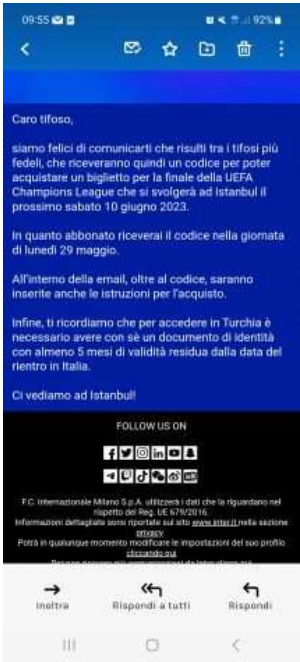 09:55
92%
Caro tifoso,
siamo felici di comunicarti che risulti tra i tifosi più
fedeli, che riceveranno quindi un codice per poter
acquistare un biglietto per la finale della UEFA
Champions League che si svolgerà ad Istanbul il
prossimo sabato 10 giugno 2023.
In quanto abbonato riceverai il codice nella giornata
di lunedì 29 maggio.
All'interno della email, oltre al codice, saranno
inserite anche le istruzioni per l'acquisto.
Infine, ti ricordiamo che per accedere in Turchia è
necessario avere con sè un documento di identità
con almeno 5 mesi di validità residua dalla data del
rientro in Italia.
Ci vediamo ad Istanbul!
FOLLOW US ON
F.C. Internazionale Milano S.p.A. utilizzerà i dati che la riguardano nel
rispetto del Reg. UE 679/2016.
Informazioni dettagliate sono riportate sul sito www.inter.it nella sezione
privacy
Potrà in qualunque momento modificare le impostazioni del suo profilo
cliccando qui
Inoltra
Rispondi a tutti
Rispondi